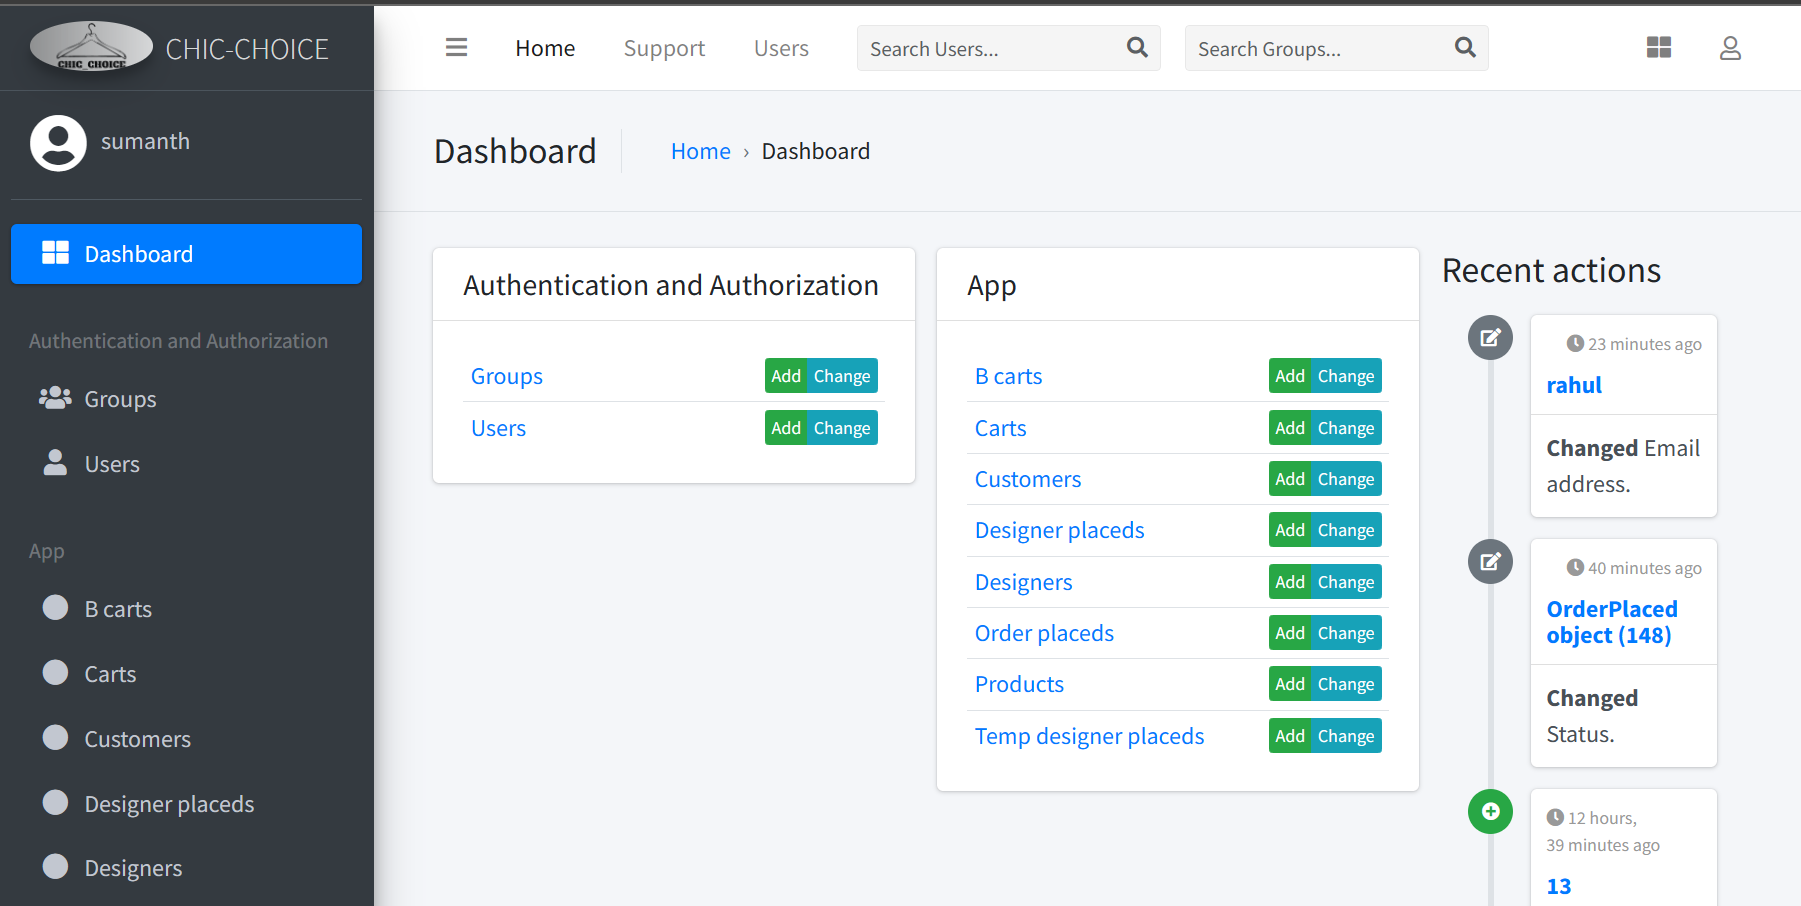 CHIC CHOICE
CHIC-CHOICE
Home
Support
Users
Search Users...
Search Groups...
sumanth
Dashboard
Authentication and Authorization
Groups
Users
App
B carts
Carts
Customers
Designer placeds
Designers
Dashboard
Home › Dashboard
Authentication and Authorization
Groups Add Change
Users Add Change
App
B carts Add Change
Carts Add Change
Customers Add Change
Designer placeds Add Change
Designers Add Change
Order placeds Add Change
Products Add Change
Temp designer placeds Add Change
Recent actions
23 minutes ago
rahul
Changed Email
address.
40 minutes ago
OrderPlaced
object (148)
Changed
Status.
12 hours,
39 minutes ago
13